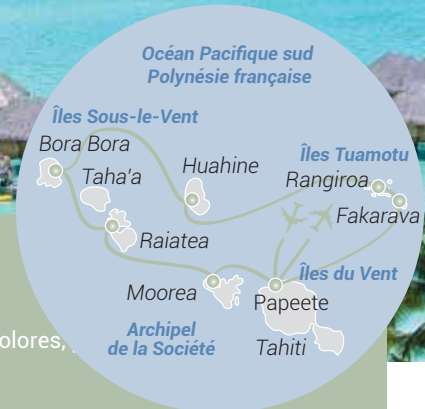 Océan Pacifique sud
Polynésie française
Îles Sous-le-Vent
Bora Bora
Taha'a
Huahine
Îles Tuamotu
Rangiroa
Fakarava
Raiatea
Îles du Vent
Moorea
Papeete
Archipel
de la Société
Tahiti
olores,